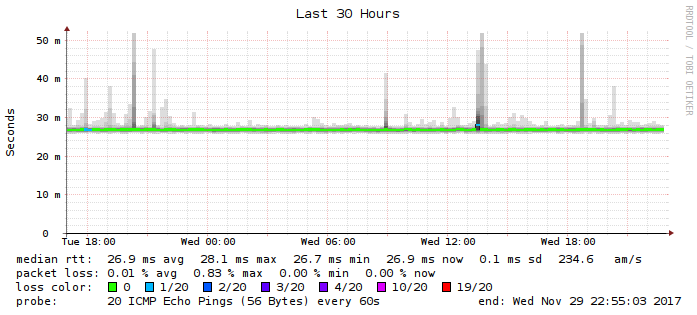 Last 30 Hours
RRDTOOL / TOBI OETIKER
Seconds
50 m
40 m
30 m
20 m
10 m
0
Tue 18:00 Wed 00:00 Wed 06:00 Wed 12:00 Wed 18:00
median rtt: 26.9 ms avg 28.1 ms max 26.7 ms min 26.9 ms now 0.1 ms sd 234.6 am/s
packet loss: 0.01 % avg 0.83 % max 0.00 % min 0.00 % now
loss color: 0 1/20 2/20 3/20 4/20 10/20 19/20
probe: 20 ICMP Echo Pings (56 Bytes) every 60s end: Wed Nov 29 22:55:03 2017